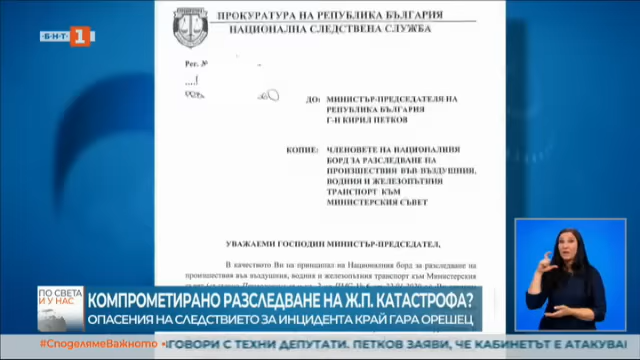 БНТ 1
ПРОКУРАТУРА НА РЕПУБЛИКА БЪЛГАРИЯ
НАЦИОНАЛНА СЛЕДСТВЕНА СЛУЖБА
Рег. №
ДО: МИНИСТЪР-ПРЕДСЕДАТЕЛЯ НА
РЕПУБЛИКА БЪЛГАРИЯ
Г-Н КИРИЛ ПЕТКОВ
КОПИЕ: ЧЛЕНОВЕТЕ НА НАЦИОНАЛНИЯ
БОРД ЗА РАЗСЛЕДВАНЕ НА
ПРОИЗШЕСТВИЯ ВЪВ ВЪЗДУШНИЯ,
ВОДНИЯ И ЖЕЛЕЗОПЪТНИЯ
ТРАНСПОРТ КЪМ
МИНИСТЕРСКИЯ СЪВЕТ
УВАЖАЕМИ ГОСПОДИН МИНИСТЪР-ПРЕДСЕДАТЕЛ,
В качеството Ви на принципал на Националния борд за разследване на
произшествия във въздушния, водния и железопътния транспорт към Министерския
ПО СВЕТА
И У НАС
КОМПРОМЕТИРАНО РАЗСЛЕДВАНЕ НА Ж.П. КАТАСТРОФА?
ОПАСЕНИЯ НА СЛЕДСТВИЕТО ЗА ИНЦИДЕНТА КРАЙ ГАРА ОРЕШЕЦ
#СподелямеВажното
ГОВОРИ С ТЕХНИ ДЕПУТАТИ. ПЕТКОВ ЗАЯВИ, ЧЕ КАБИНЕТЪТ Е АТАКУВА